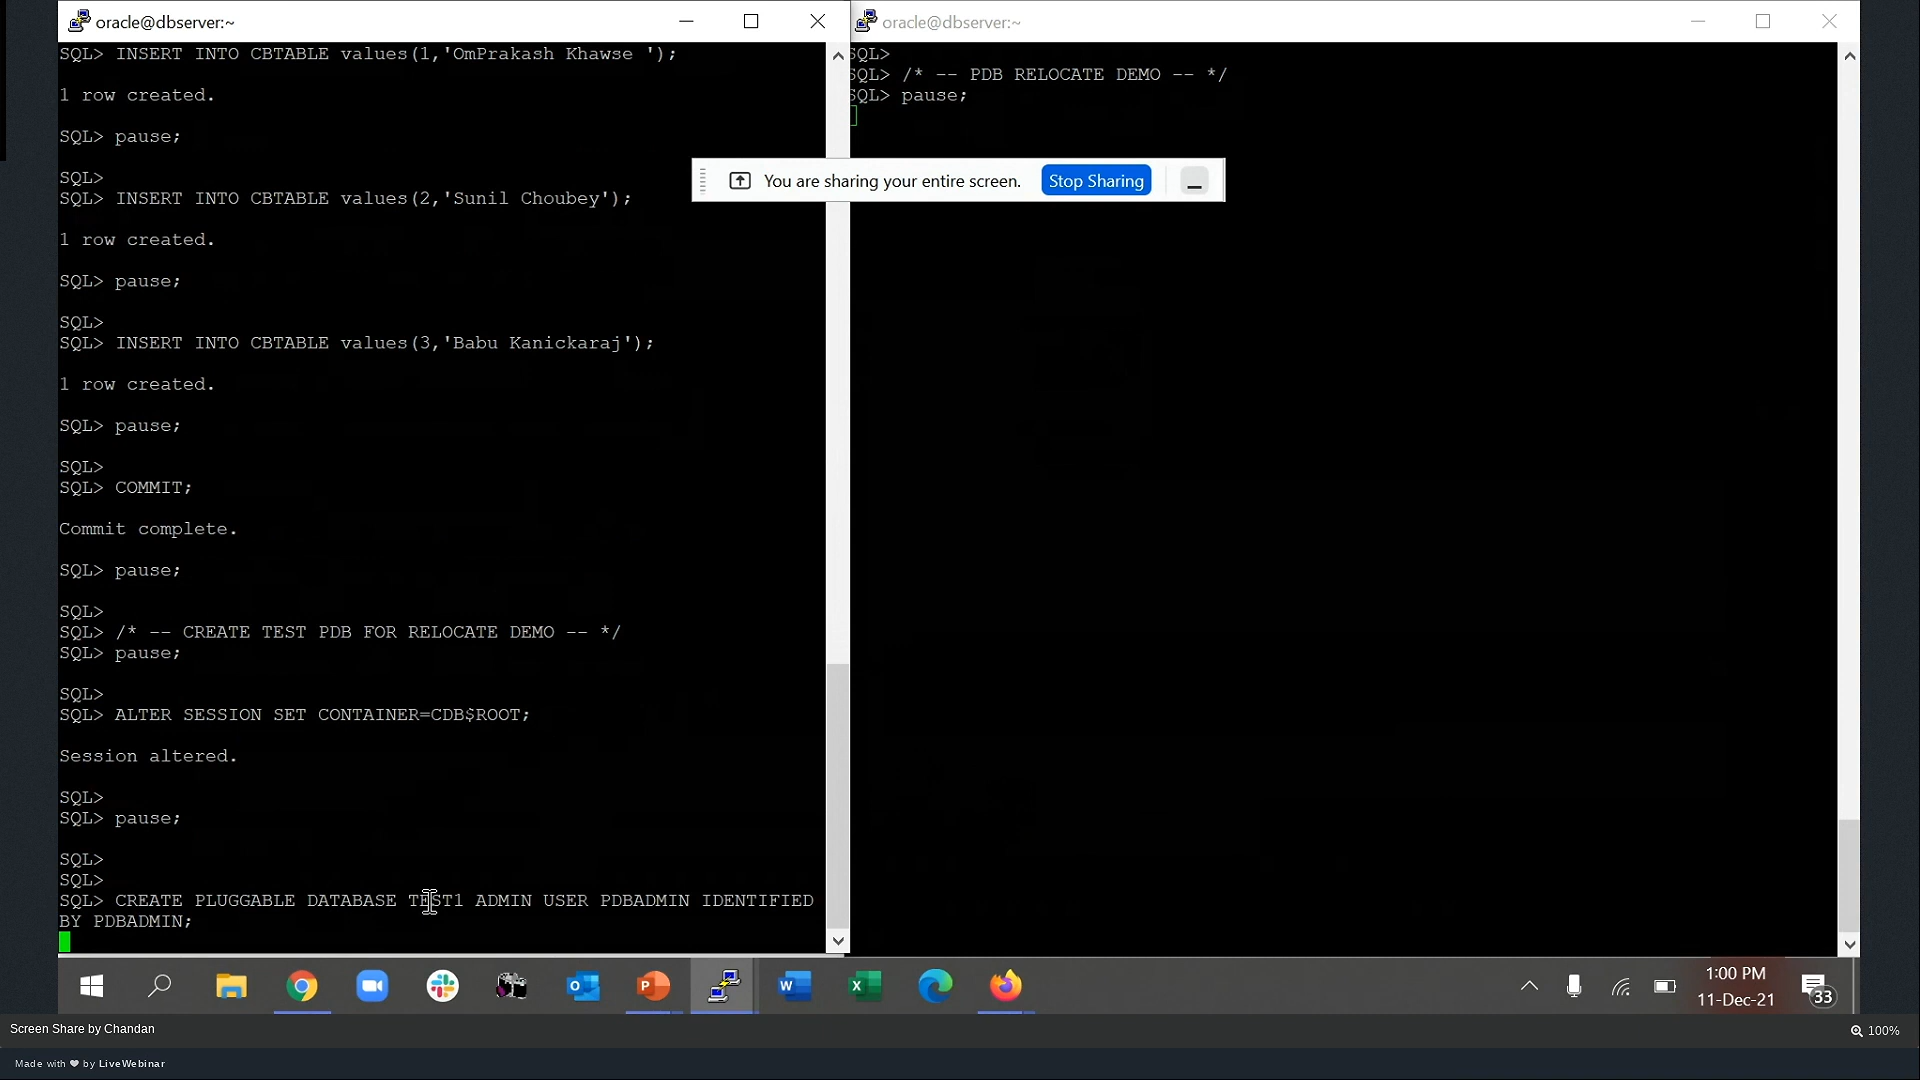 oracle@dbserver:~
SQL> INSERT INTO CBTABLE values(1,'OmPrakash Khawse ');
1 row created.
SQL> pause;
SQL>
SQL> INSERT INTO CBTABLE values(2,'Sunil Choubey');
1 row created.
SQL> pause;
SQL>
SQL> INSERT INTO CBTABLE values(3,'Babu Kanickaraj');
1 row created.
SQL> pause;
SQL>
SQL> COMMIT;
Commit complete.
SQL> pause;
SQL>
SQL> /* -- CREATE TEST PDB FOR RELOCATE DEMO -- */
SQL> pause;
SQL>
SQL> ALTER SESSION SET CONTAINER=CDB$ROOT;
Session altered.
SQL>
SQL> pause;
SQL>
SQL>
SQL> CREATE PLUGGABLE DATABASE TEST1 ADMIN USER PDBADMIN IDENTIFIED
BY PDBADMIN;
oracle@dbserver:~
SQL>
SQL> /* -- PDB RELOCATE DEMO -- */
SQL> pause;
You are sharing your entire screen. Stop Sharing
1:00 PM
11-Dec-21
33
Screen Share by Chandan
100%
Made with ❤ by LiveWebinar